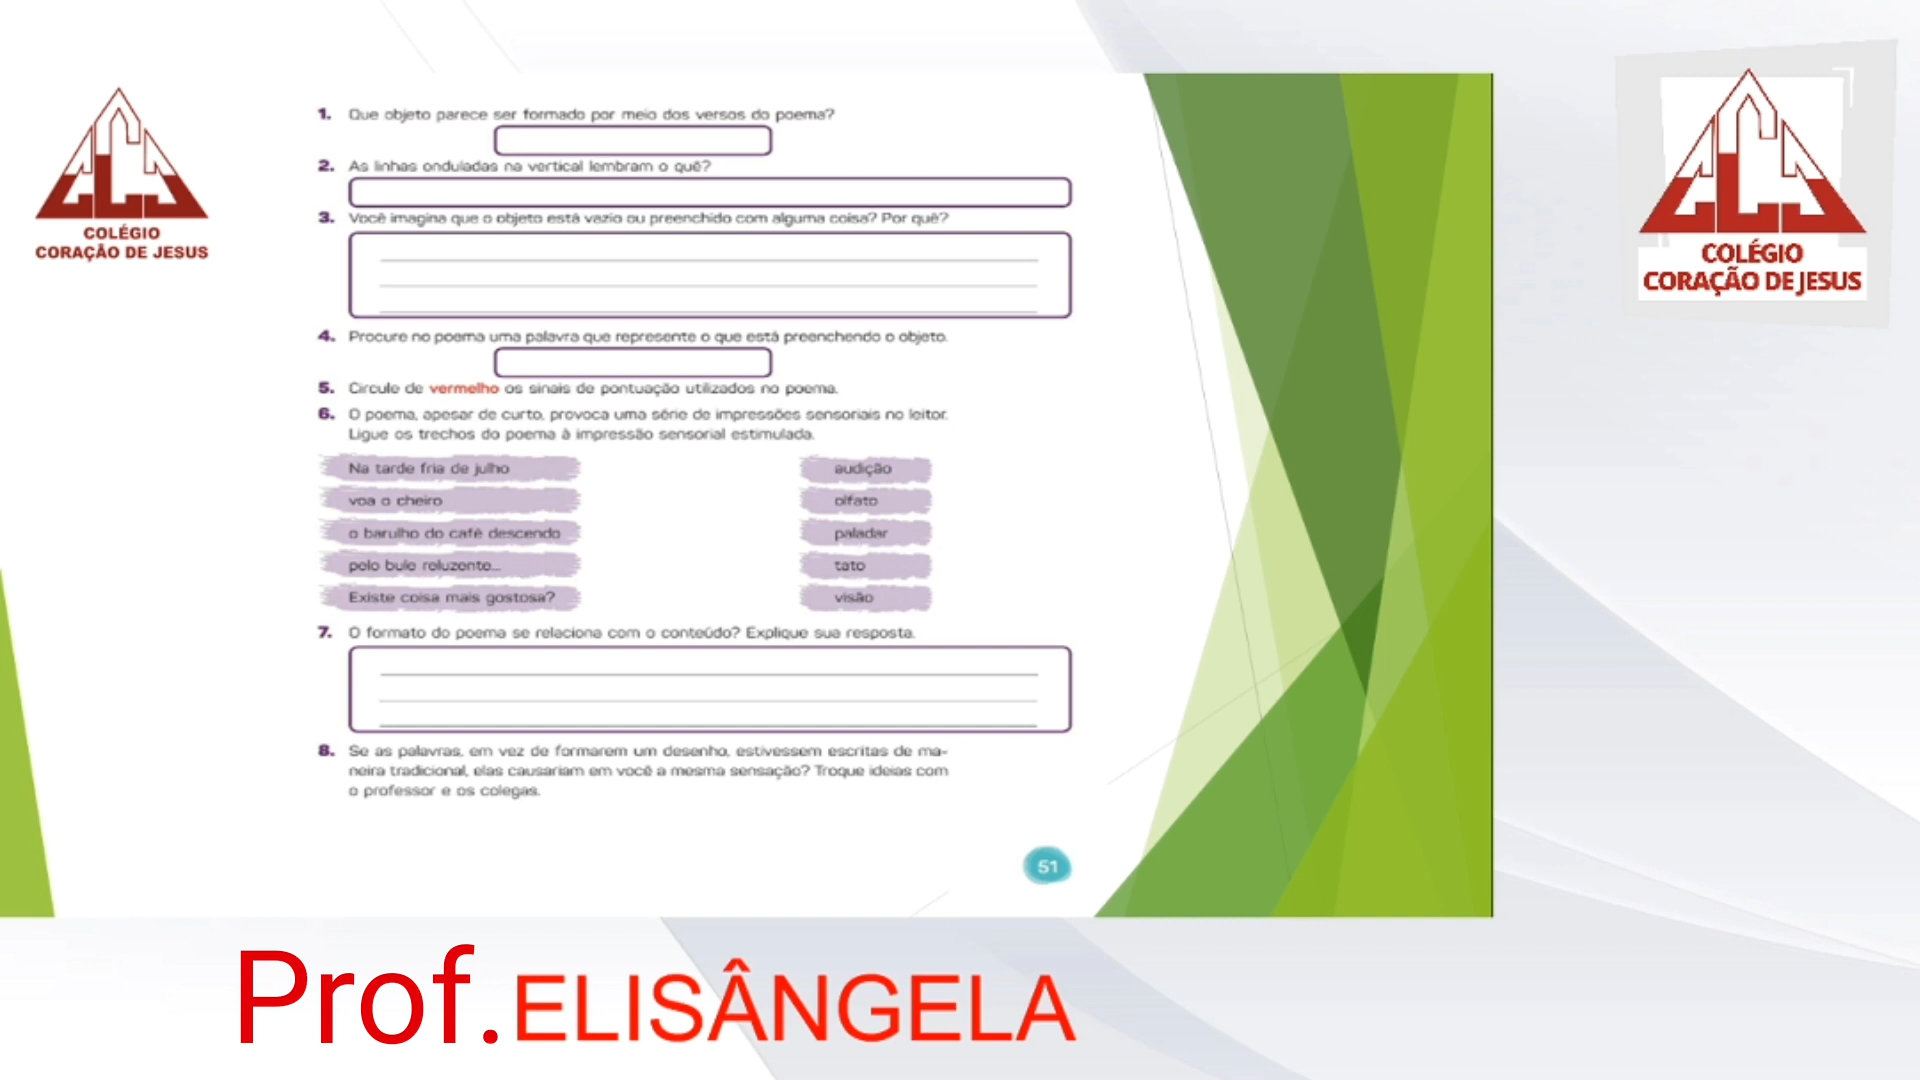 COLÉGIO
CORAÇÃO DE JESUS
1. Que objeto parece ser formado por meio dos versos do poema?
2. As linhas onduladas na vertical lembram o quê?
3. Você imagina que o objeto está vazio ou preenchido com alguma coisa? Por quê?
4. Procure no poema uma palavra que represente o que está preenchendo o objeto.
5. Circule de vermelho os sinais de pontuação utilizados no poema.
6. O poema, apesar de curto, provoca uma série de impressões sensoriais no leitor.
Ligue os trechos do poema à impressão sensorial estimulada.
Na tarde fria de julho
audição
voa o cheiro
olfato
o barulho do café descendo
paladar
pelo bule reluzente...
tato
Existe coisa mais gostosa?
visão
7. O formato do poema se relaciona com o conteúdo? Explique sua resposta.
8. Se as palavras, em vez de formarem um desenho, estivessem escritas de ma-
neira tradicional, elas causariam em você a mesma sensação? Troque ideias com
o professor e os colegas.
51
COLÉGIO
CORAÇÃO DE JESUS
Prof. ELISÂNGELA